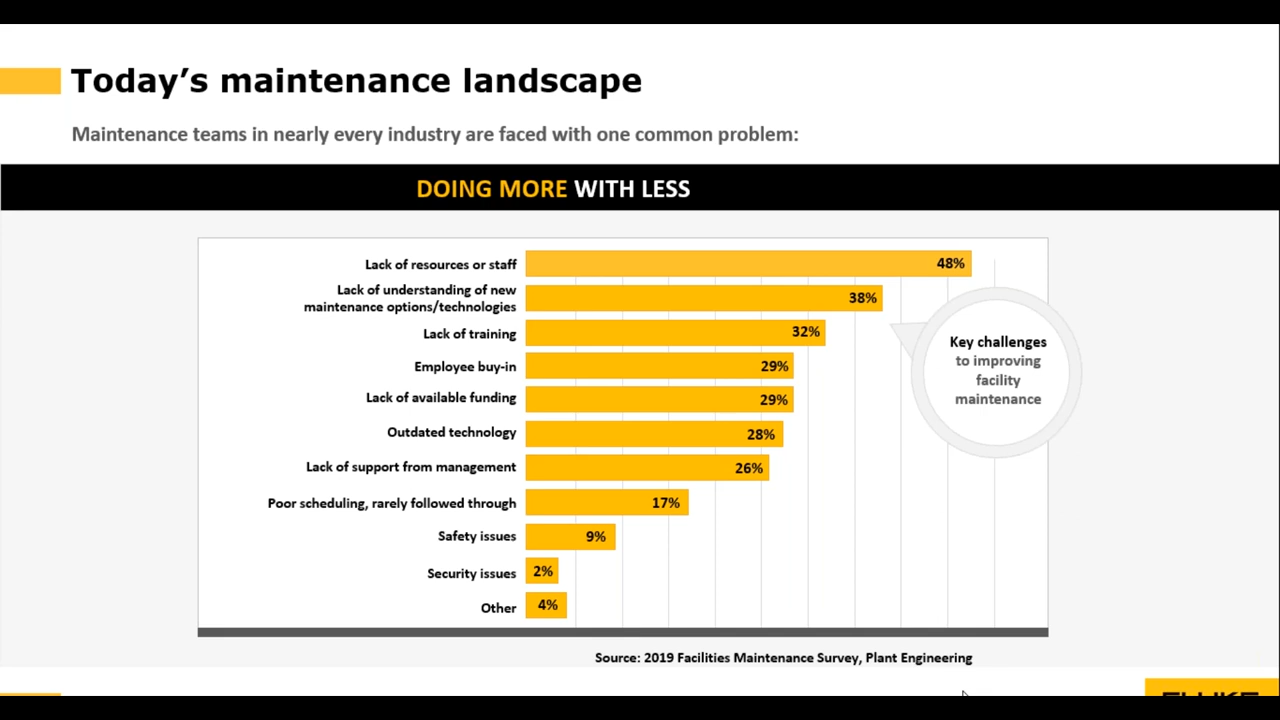 Today’s maintenance landscape
Maintenance teams in nearly every industry are faced with one common problem:
DOING MORE WITH LESS
Lack of resources or staff 48%
Lack of understanding of new
maintenance options/technologies 38%
Lack of training 32%
Employee buy-in 29%
Lack of available funding 29%
Outdated technology 28%
Lack of support from management 26%
Poor scheduling, rarely followed through 17%
Safety issues 9%
Security issues 2%
Other 4%
Key challenges
to improving
facility
maintenance
Source: 2019 Facilities Maintenance Survey, Plant Engineering
FLUKE